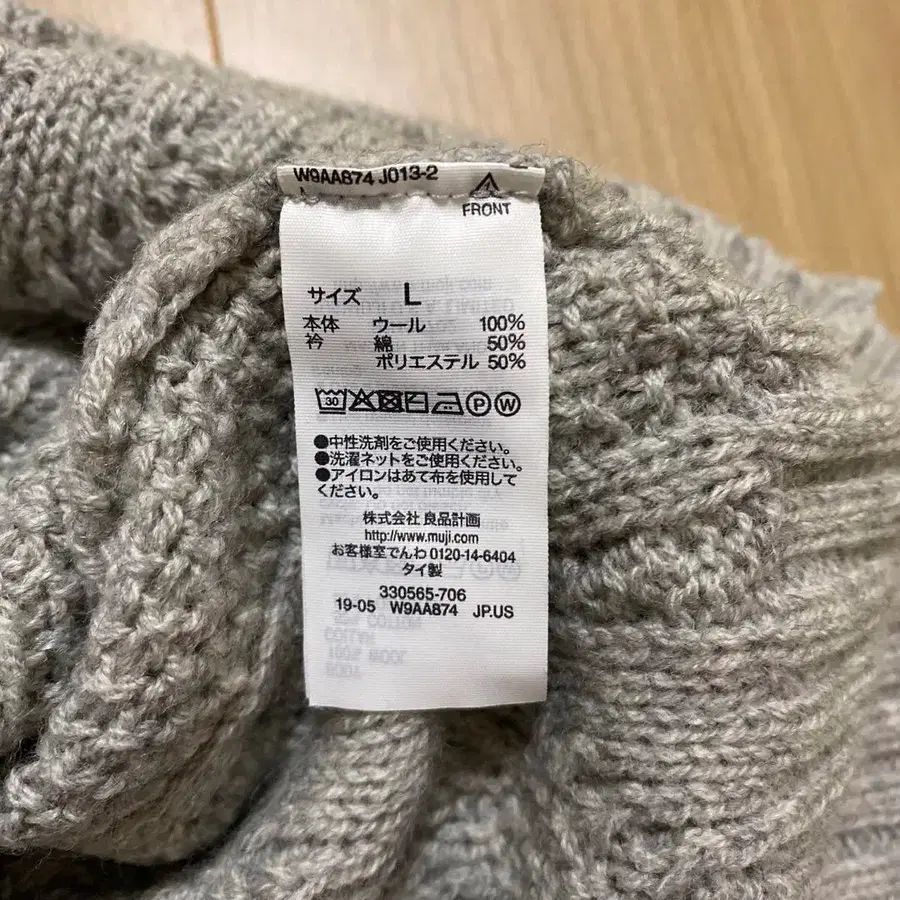 W9AA874 J013-2
FRONT
サイズ L
本体 ウール 100%
衿 綿 50%
ポリエステル 50%
30 P W
●中性洗剤をご使用ください。
●洗濯ネットをご使用ください。
●アイロンはあて布を使用して
ください。
株式会社 良品計画
http://www.muji.com
お客様室でんわ 0120-14-6404
タイ製
330565-706
19-05 W9AA874 JP.US